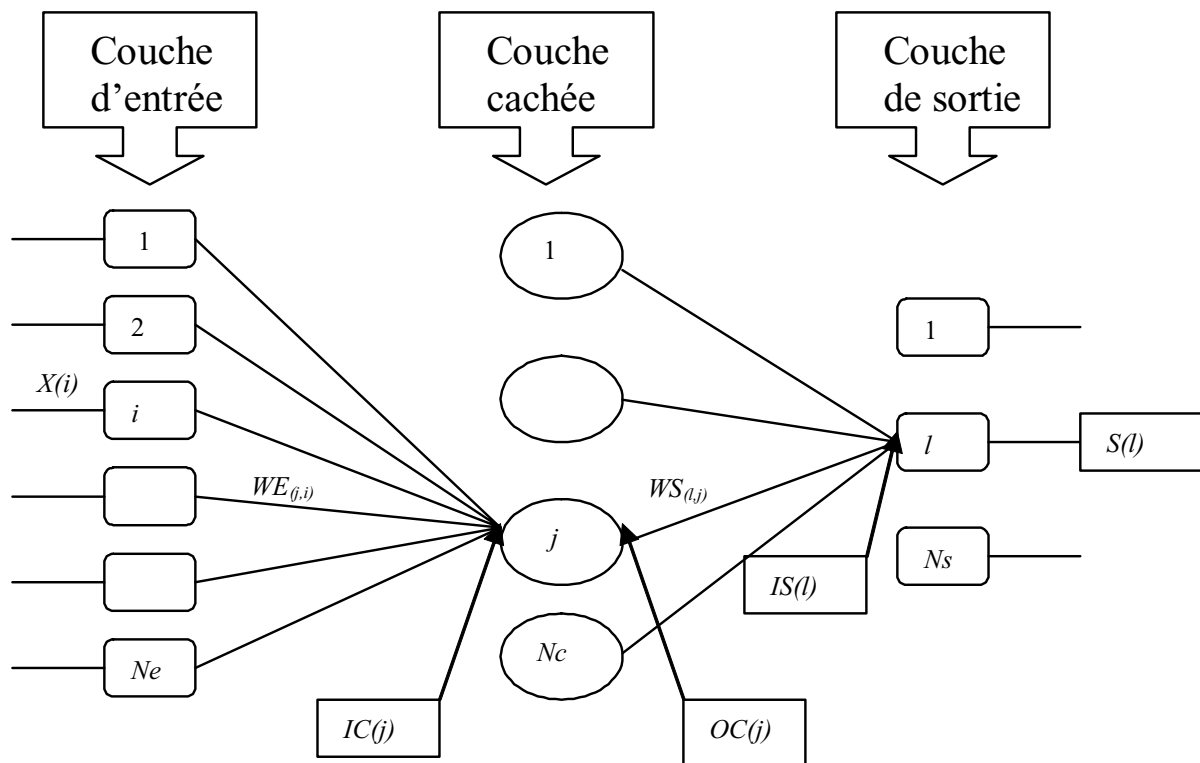 Couche
d'entrée
Couche
cachée
Couche
de sortie
1
2
X(i)
i
WE(j,i)
Ne
IC(j)
1
j
Nc
OC(j)
WS(l,j)
IS(l)
1
l
S(l)
Ns